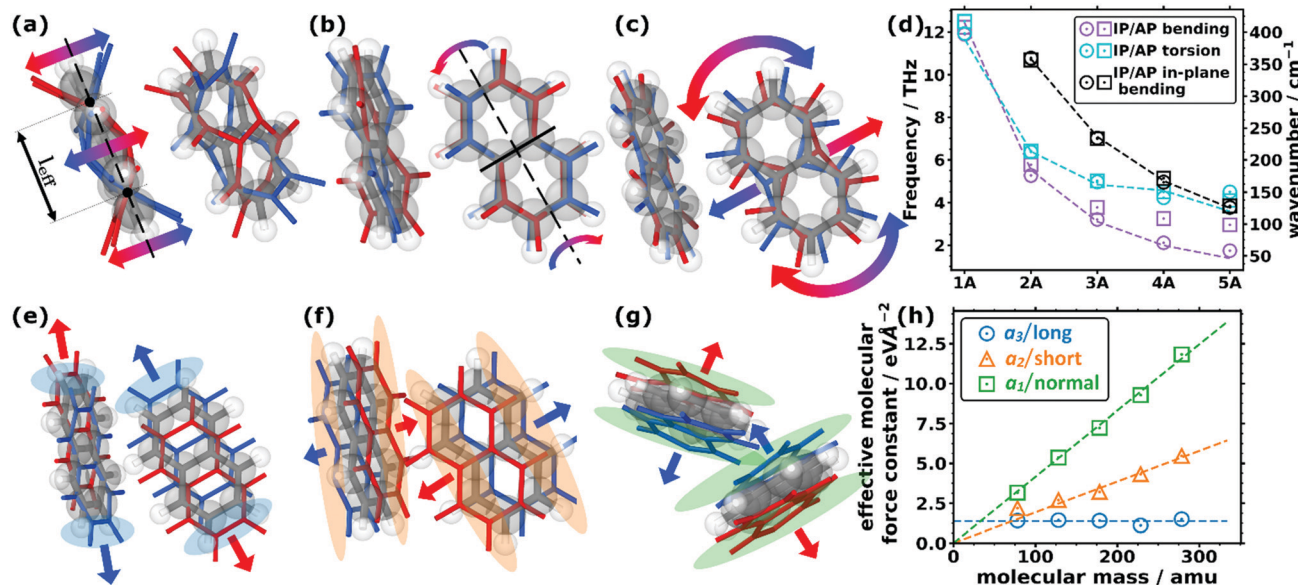 (a)
l_eff
(b)
(c)
(d)
Frequency / THz
12
10
8
6
4
2
1A 2A 3A 4A 5A
IP/AP bending
IP/AP torsion
IP/AP in-plane
bending
400
350
300
250
200
150
100
50
wavenumber / cm⁻¹
(e)
(f)
(g)
(h)
effective molecular
force constant / eVÅ⁻²
12.5
10.0
7.5
5.0
2.5
0.0
a₃/long
a₂/short
a₁/normal
0 100 200 300
molecular mass / amu